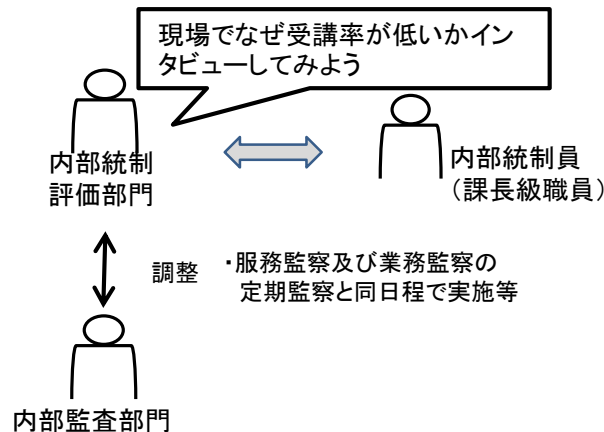 現場でなぜ受講率が低いかイン
タビューしてみよう
内部統制
評価部門
内部統制員
（課長級職員）
調整
・服務監察及び業務監察の
定期監察と同日程で実施等
内部監査部門